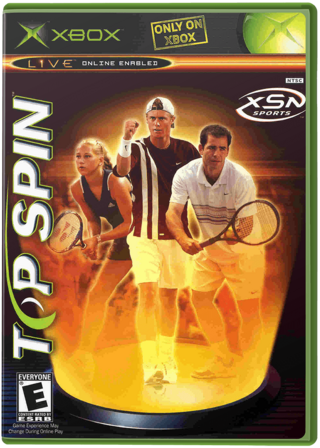 XBOX
ONLY ON
XBOX
LIVE ONLINE ENABLED
NTSC
XSN
SPORTS
TOP SPIN
EVERYONE
E
CONTENT RATED BY
ESRB
Game Experience May
Change During Online Play